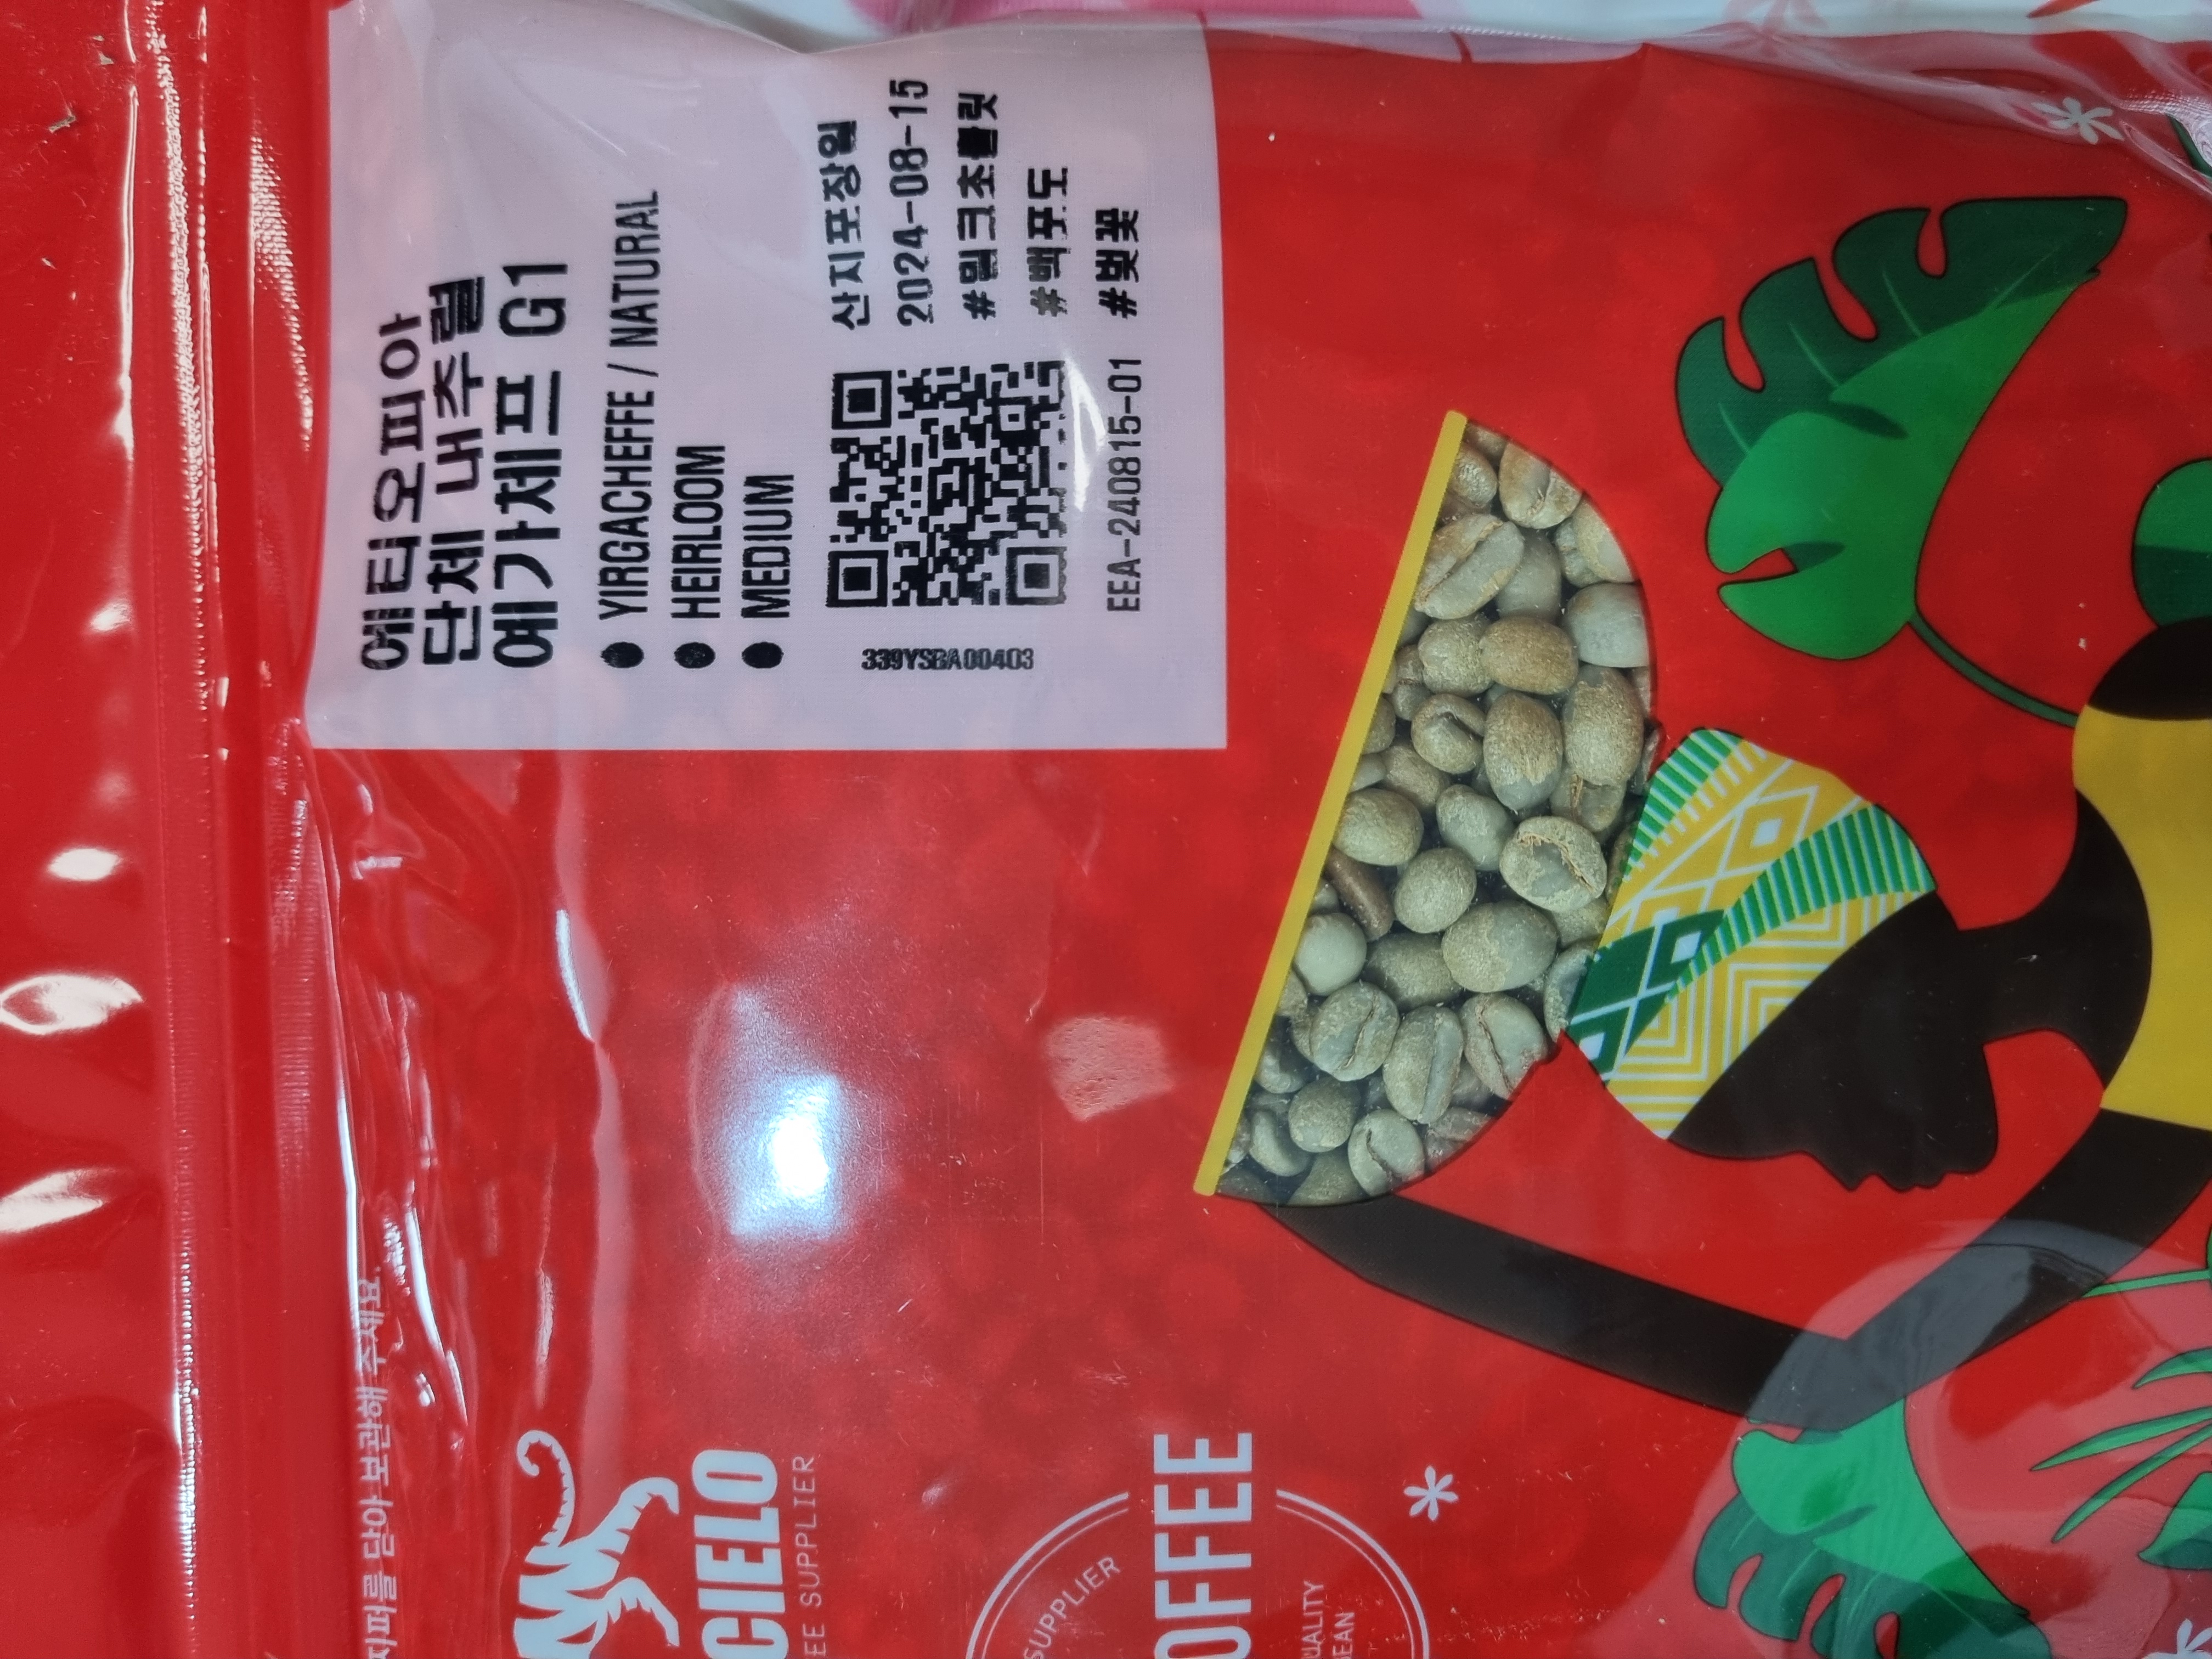 에티오피아
단체 내추럴
예가체프 G1
● YIRGACHEFFE / NATURAL
● HEIRLOOM
● MEDIUM
339YSBA00403
산지포장일
2024-08-15
#밀크초콜릿
#백포도
#벚꽃
EEA-240815-01
지퍼를 닫아 보관해 주세요.
CIELO
EE SUPPLIER
SUPPLIER
OFFEE
UALITY
EAN